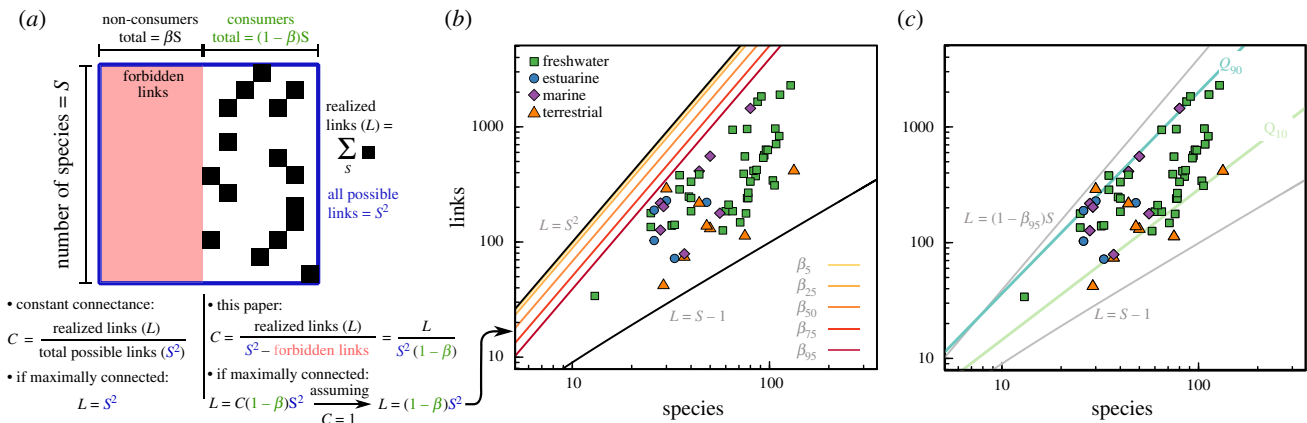 (a)
non-consumers
total = βS
consumers
total = (1 – β)S
number of species = S
forbidden
links
realized
links (L) =
∑
S
all possible
links = S²
• constant connectance:
C = realized links (L) / total possible links (S²)
• if maximally connected:
L = S²
• this paper:
C = realized links (L) / S² – forbidden links = L / S² (1 – β)
• if maximally connected:
L = C(1 – β)S² assuming C = 1 L = (1 – β)S²
(b)
links
1000
100
10
freshwater
estuarine
marine
terrestrial
L = S²
L = S – 1
β₅
β₂₅
β₅₀
β₇₅
β₉₅
10
100
species
(c)
1000
100
10
Q₉₀
Q₁₀
L = (1 – β₉₅)S
L = S – 1
10
100
species